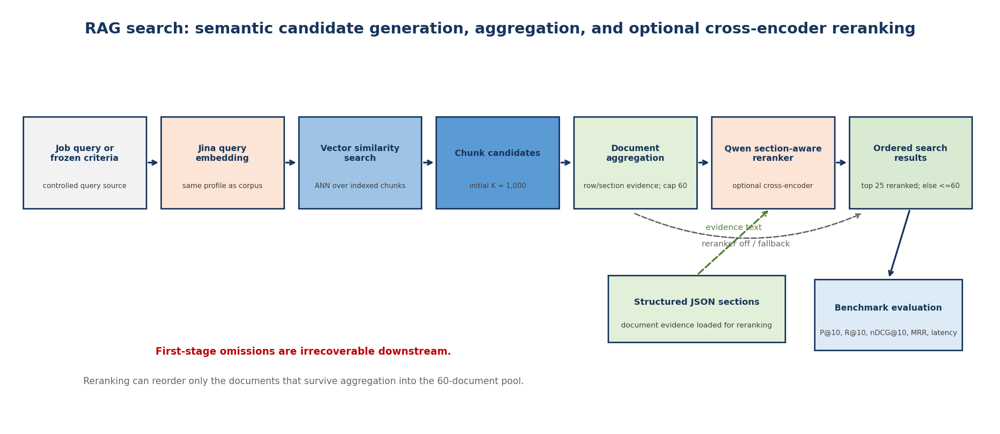 RAG search: semantic candidate generation, aggregation, and optional cross-encoder reranking
Job query or
frozen criteria
controlled query source
Jina query
embedding
same profile as corpus
Vector similarity
search
ANN over indexed chunks
Chunk candidates
initial K = 1,000
Document
aggregation
row/section evidence; cap 60
Qwen section-aware
reranker
optional cross-encoder
Ordered search
results
top 25 reranked; else <=60
evidence text
reranker off / fallback
Structured JSON sections
document evidence loaded for reranking
Benchmark evaluation
P@10, R@10, nDCG@10, MRR, latency
First-stage omissions are irrecoverable downstream.
Reranking can reorder only the documents that survive aggregation into the 60-document pool.